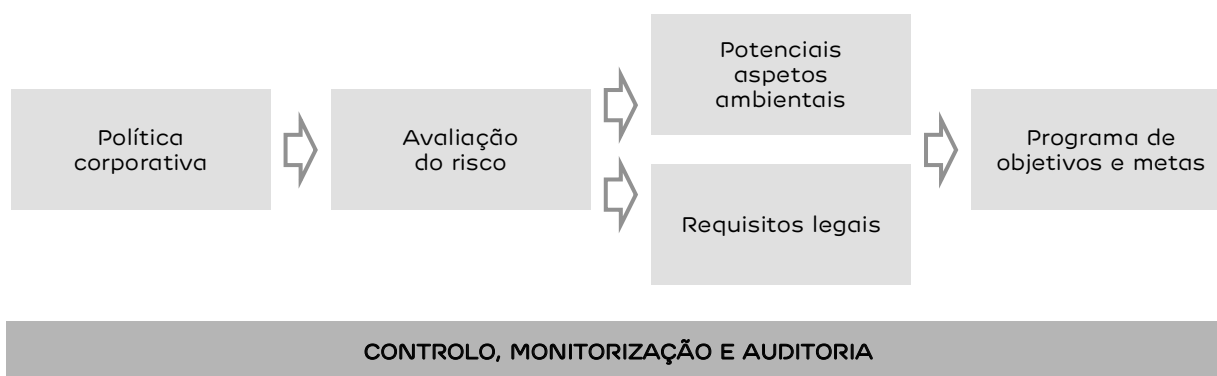 Política
corporativa
Avaliação
do risco
Potenciais
aspetos
ambientais
Requisitos legais
Programa de
objetivos e metas
CONTROLO, MONITORIZAÇÃO E AUDITORIA